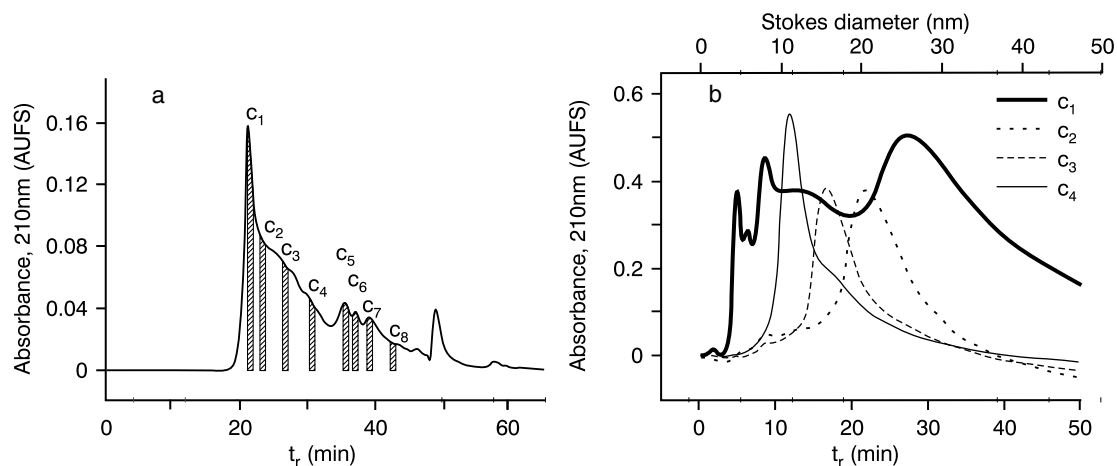 a
c1
c2
c3
c4
c5
c6
c7
c8
Absorbance, 210nm (AUFS)
0.16
0.12
0.08
0.04
0
0 20 40 60
tr (min)
Stokes diameter (nm)
0 10 20 30 40 50
b
c1
c2
c3
c4
Absorbance, 210nm (AUFS)
0.6
0.4
0.2
0
0 10 20 30 40 50
tr (min)